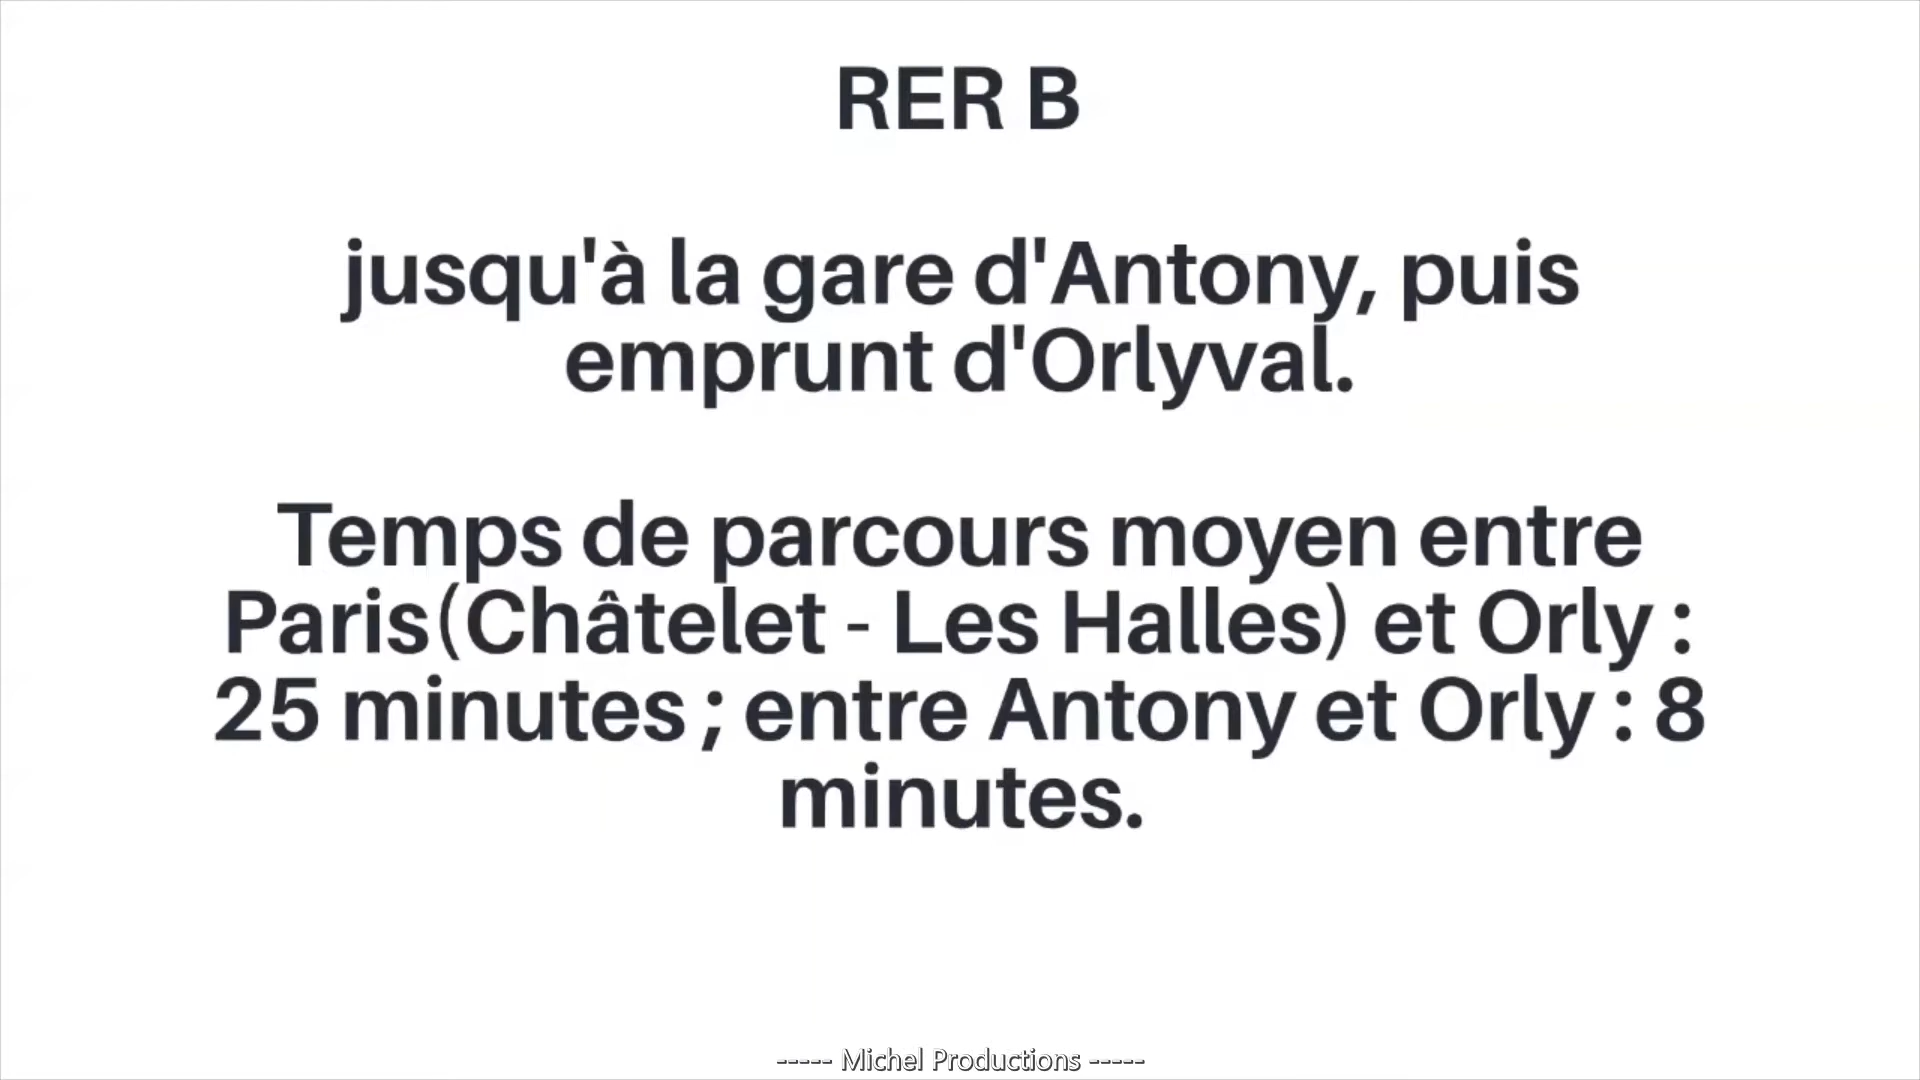 RER B
jusqu'à la gare d'Antony, puis
emprunt d'Orlyval.
Temps de parcours moyen entre
Paris(Châtelet - Les Halles) et Orly :
25 minutes ; entre Antony et Orly : 8
minutes.
----- Michel Productions -----